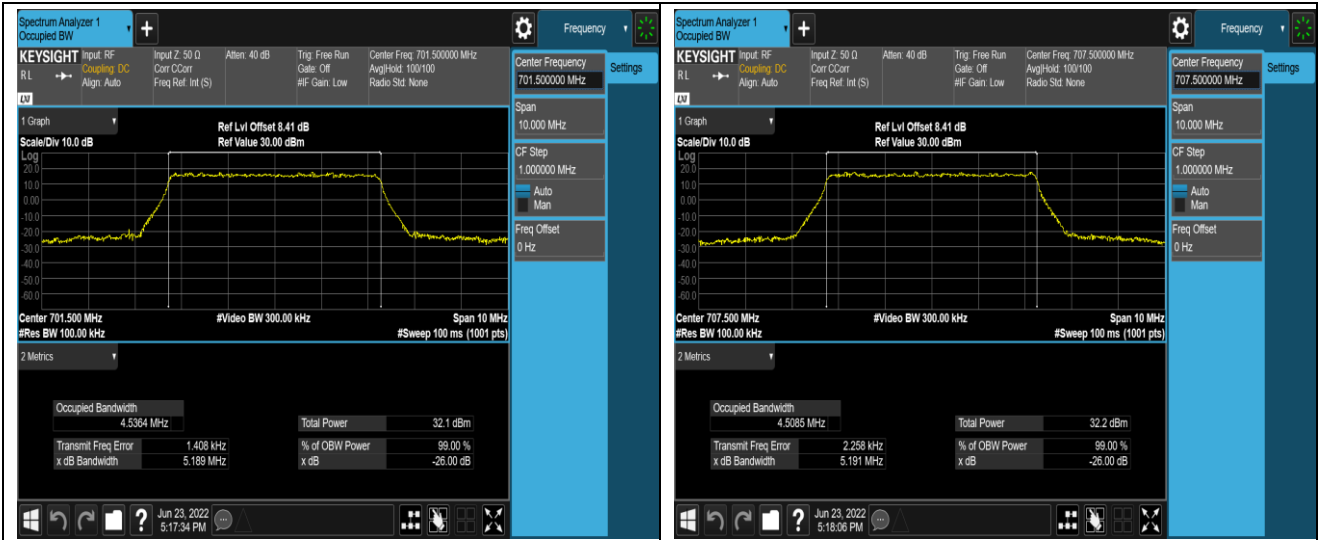 Spectrum Analyzer 1
Occupied BW
+
Frequency
KEYSIGHT Input: RF Input Z: 50 Ω Atten: 40 dB Trig: Free Run Center Freq: 701.500000 MHz
RL Coupling: DC Corr CCorr Gate: Off Avg|Hold: 100/100
Align: Auto Freq Ref: Int (S) #IF Gain: Low Radio Std: None
LXI
Center Frequency
701.500000 MHz
Settings
Span
10.000 MHz
CF Step
1.000000 MHz
Auto
Man
Freq Offset
0 Hz
1 Graph
Ref Lvl Offset 8.41 dB
Scale/Div 10.0 dB Ref Value 30.00 dBm
Log
20.0
10.0
0.00
-10.0
-20.0
-30.0
-40.0
-50.0
-60.0
Center 701.500 MHz #Video BW 300.00 kHz Span 10 MHz
#Res BW 100.00 kHz #Sweep 100 ms (1001 pts)
2 Metrics
Occupied Bandwidth
4.5364 MHz Total Power 32.1 dBm
Transmit Freq Error 1.408 kHz % of OBW Power 99.00 %
x dB Bandwidth 5.189 MHz x dB -26.00 dB
? Jun 23, 2022
5:17:34 PM
Spectrum Analyzer 1
Occupied BW
+
Frequency
KEYSIGHT Input: RF Input Z: 50 Ω Atten: 40 dB Trig: Free Run Center Freq: 707.500000 MHz
RL Coupling: DC Corr CCorr Gate: Off Avg|Hold: 100/100
Align: Auto Freq Ref: Int (S) #IF Gain: Low Radio Std: None
LXI
Center Frequency
707.500000 MHz
Settings
Span
10.000 MHz
CF Step
1.000000 MHz
Auto
Man
Freq Offset
0 Hz
1 Graph
Ref Lvl Offset 8.41 dB
Scale/Div 10.0 dB Ref Value 30.00 dBm
Log
20.0
10.0
0.00
-10.0
-20.0
-30.0
-40.0
-50.0
-60.0
Center 707.500 MHz #Video BW 300.00 kHz Span 10 MHz
#Res BW 100.00 kHz #Sweep 100 ms (1001 pts)
2 Metrics
Occupied Bandwidth
4.5085 MHz Total Power 32.2 dBm
Transmit Freq Error 2.258 kHz % of OBW Power 99.00 %
x dB Bandwidth 5.191 MHz x dB -26.00 dB
? Jun 23, 2022
5:18:06 PM